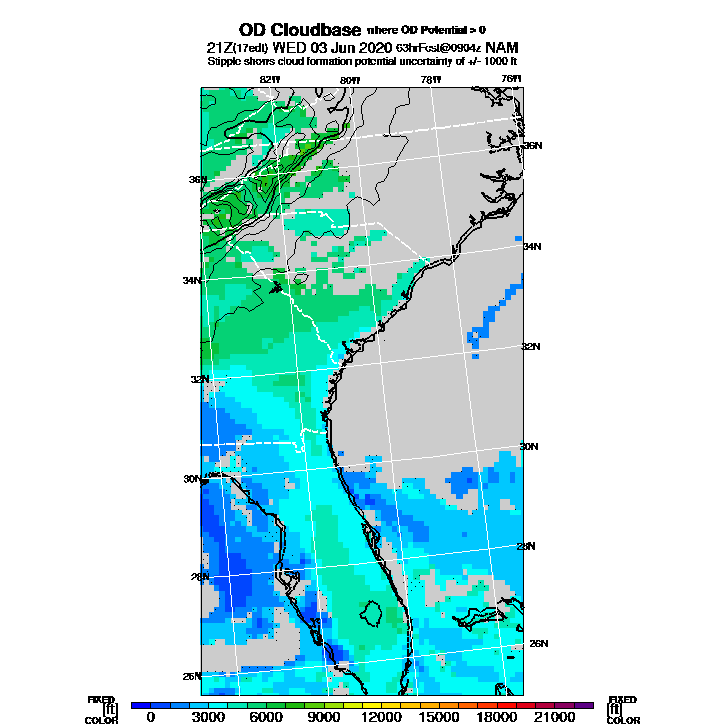 OD Cloudbase where OD Potential > 0
21Z(17edt) WED 03 Jun 2020 63hrFcst@0904z NAM
Stipple shows cloud formation potential uncertainty of +/- 1000 ft
82W 80W 78W 76W
36N
36N
34N
34N
32N
32N
30N
30N
28N
28N
26N
26N
FIXED FIXED
[ft] [ft]
COLOR COLOR
0 3000 6000 9000 12000 15000 18000 21000